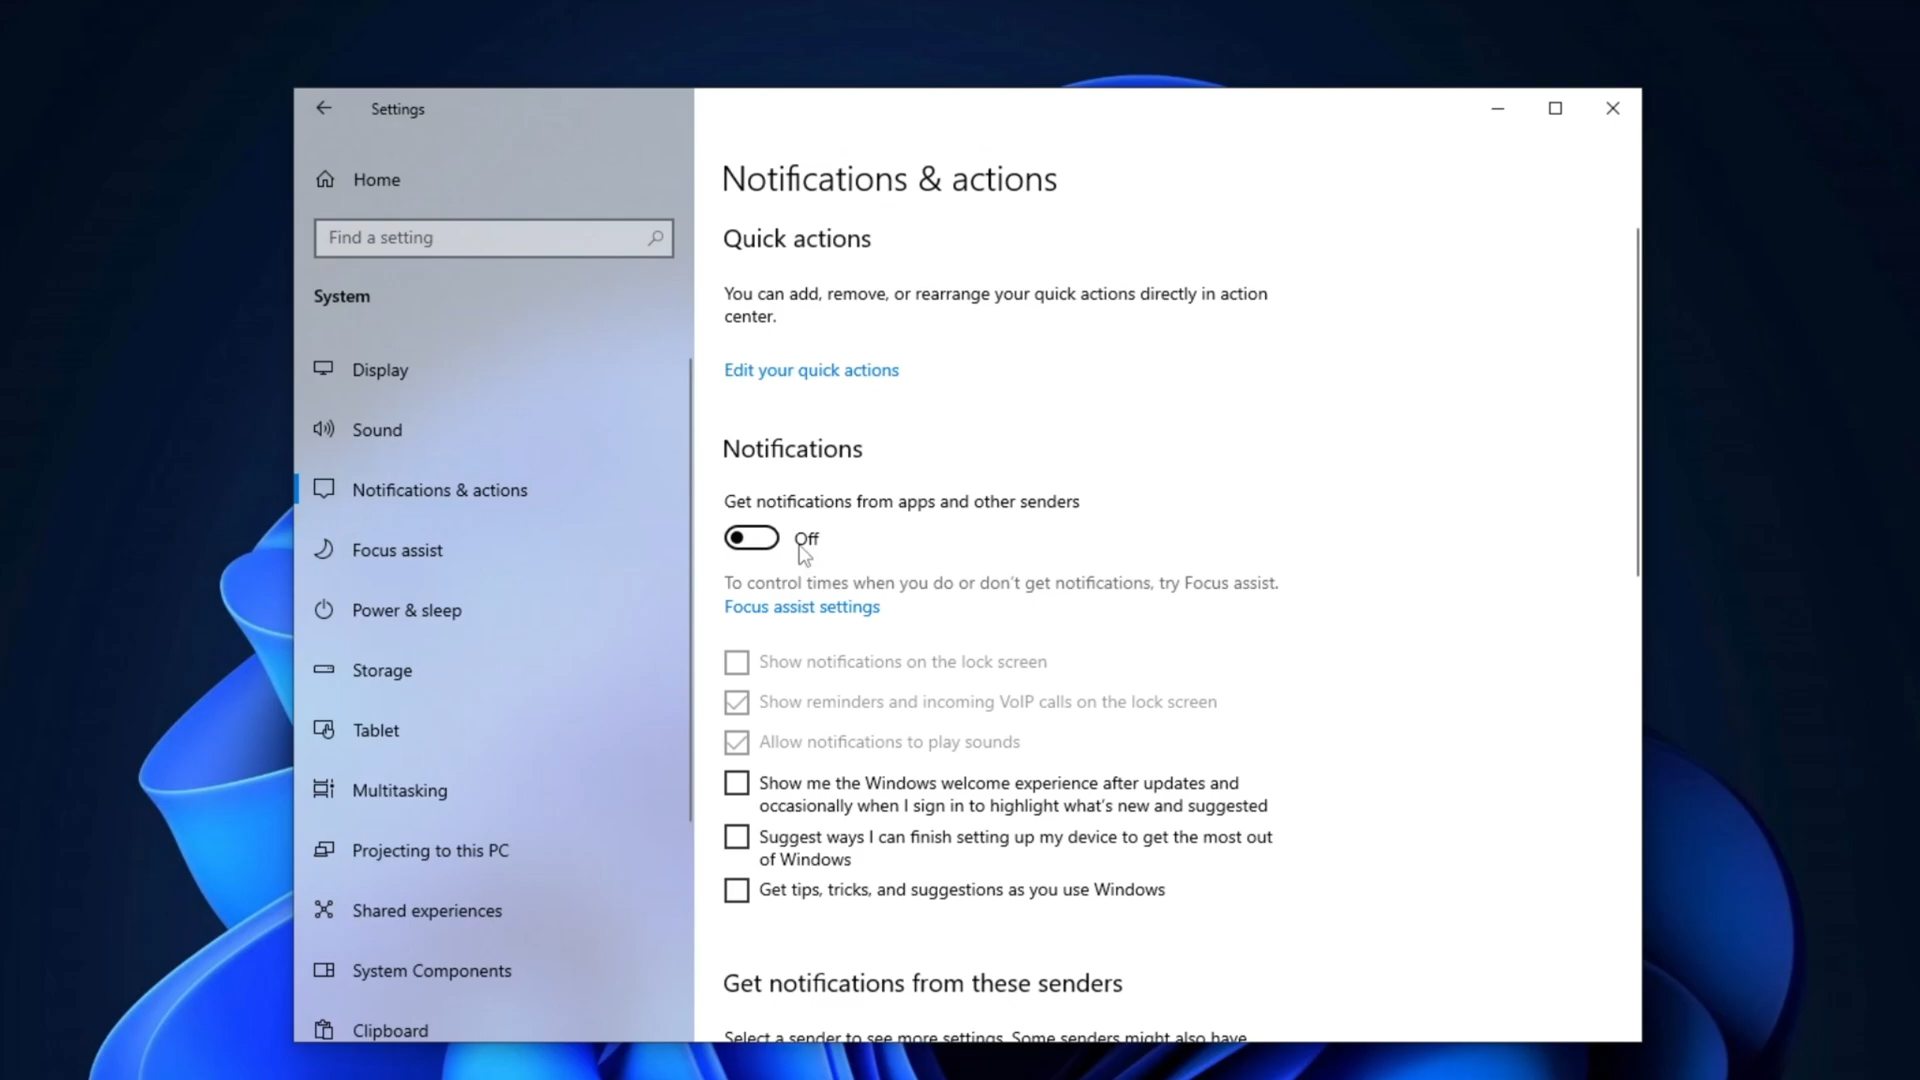 Settings
Home
Find a setting
System
Display
Sound
Notifications & actions
Focus assist
Power & sleep
Storage
Tablet
Multitasking
Projecting to this PC
Shared experiences
System Components
Clipboard
Notifications & actions
Quick actions
You can add, remove, or rearrange your quick actions directly in action
center.
Edit your quick actions
Notifications
Get notifications from apps and other senders
Off
To control times when you do or don't get notifications, try Focus assist.
Focus assist settings
Show notifications on the lock screen
Show reminders and incoming VoIP calls on the lock screen
Allow notifications to play sounds
Show me the Windows welcome experience after updates and
occasionally when I sign in to highlight what's new and suggested
Suggest ways I can finish setting up my device to get the most out
of Windows
Get tips, tricks, and suggestions as you use Windows
Get notifications from these senders
Select a sender to see more settings. Some senders might also have